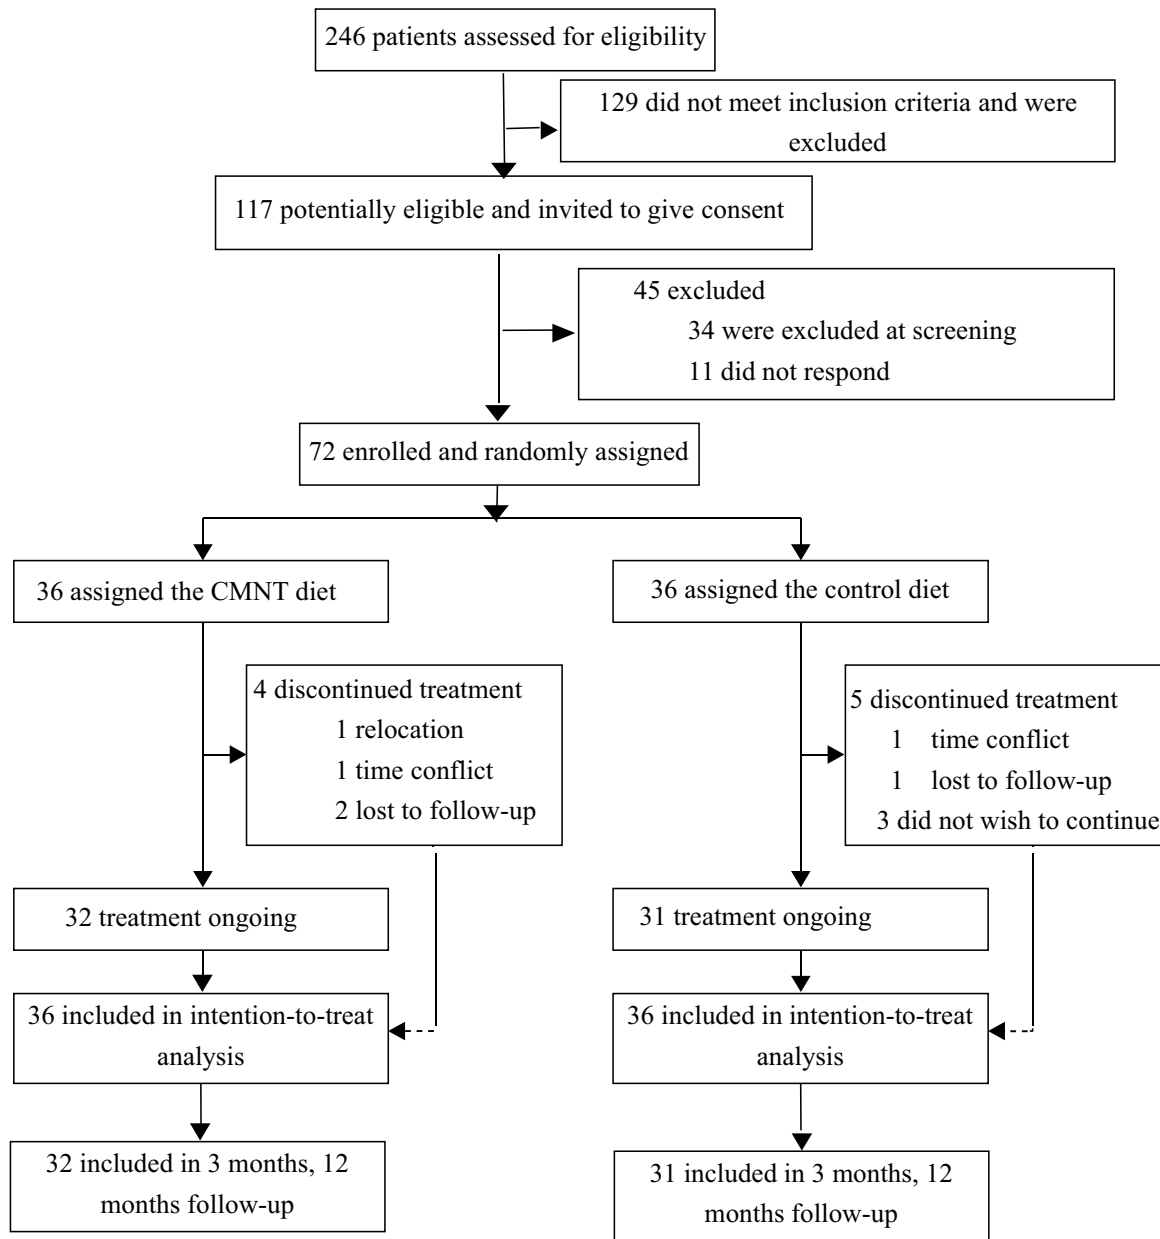 246 patients assessed for eligibility
129 did not meet inclusion criteria and were
excluded
117 potentially eligible and invited to give consent
45 excluded
34 were excluded at screening
11 did not respond
72 enrolled and randomly assigned
36 assigned the CMNT diet
36 assigned the control diet
4 discontinued treatment
1 relocation
1 time conflict
2 lost to follow-up
5 discontinued treatment
1 time conflict
1 lost to follow-up
3 did not wish to continue
32 treatment ongoing
31 treatment ongoing
36 included in intention-to-treat
analysis
36 included in intention-to-treat
analysis
32 included in 3 months, 12
months follow-up
31 included in 3 months, 12
months follow-up